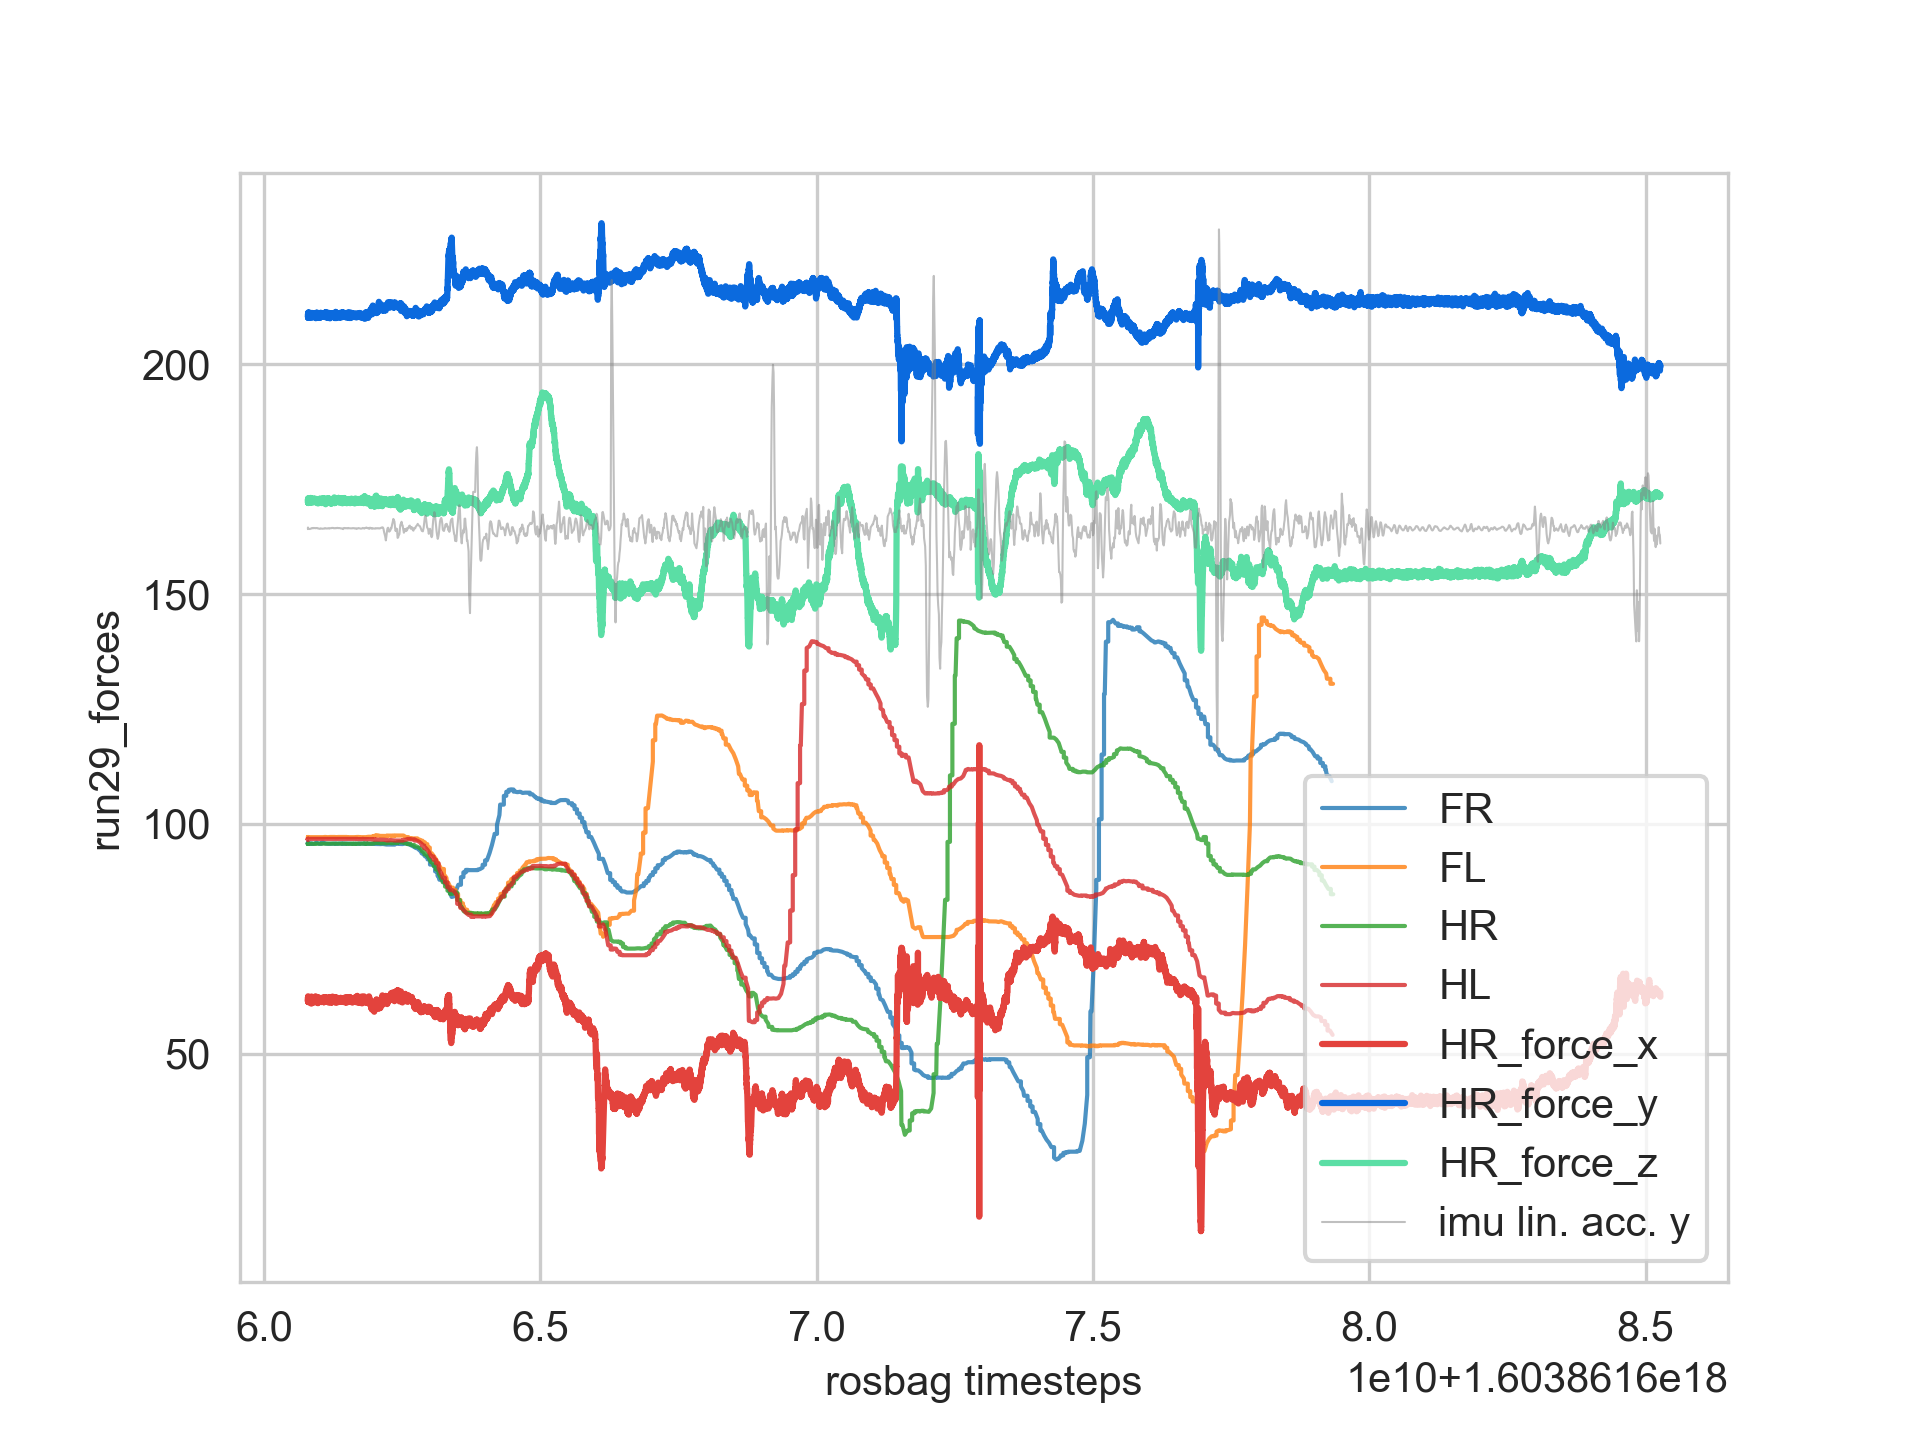 run29_forces
200
150
100
50
6.0 6.5 7.0 7.5 8.0 8.5
1e10+1.6038616e18
rosbag timesteps
FR
FL
HR
HL
HR_force_x
HR_force_y
HR_force_z
imu lin. acc. y